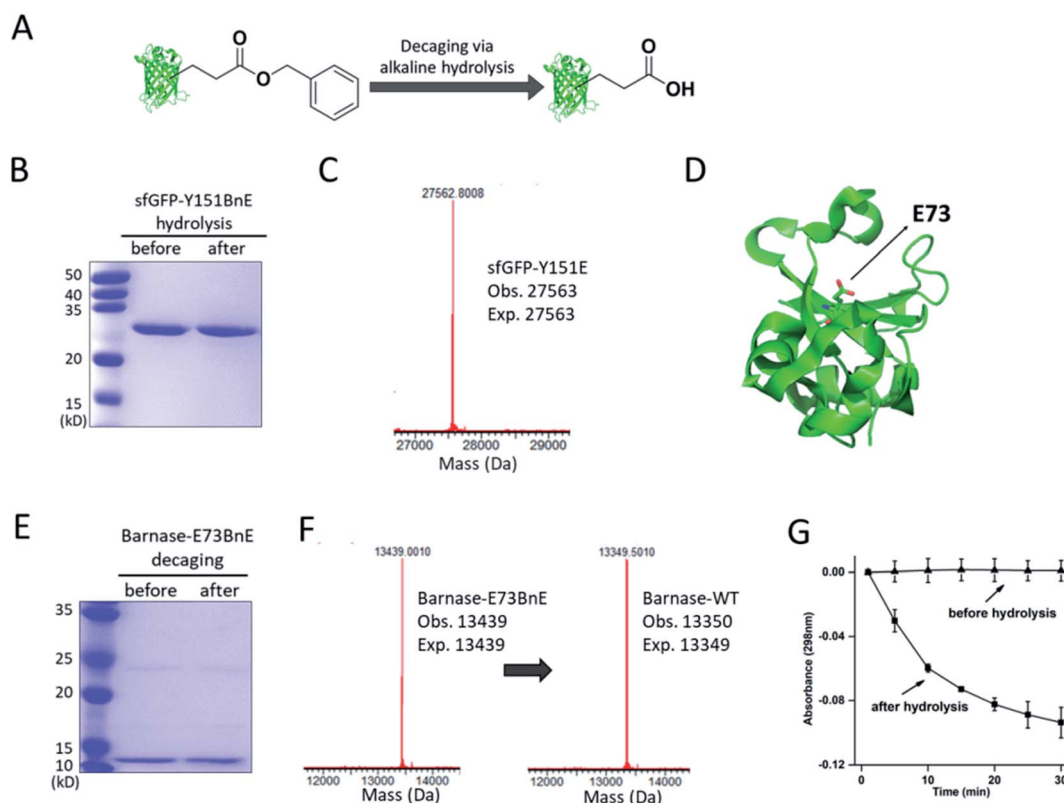 A
O
O
Decaging via
alkaline hydrolysis
O
OH
B
sfGFP-Y151BnE
hydrolysis
before after
50
40
35
20
15
(kD)
C
27562.8008
sfGFP-Y151E
Obs. 27563
Exp. 27563
27000 28000 29000
Mass (Da)
D
E73
E
Barnase-E73BnE
decaging
before after
35
25
20
15
10
(kD)
F
13439.0010
Barnase-E73BnE
Obs. 13439
Exp. 13439
12000 13000 14000
Mass (Da)
13349.5010
Barnase-WT
Obs. 13350
Exp. 13349
12000 13000 14000
Mass (Da)
G
Absorbance (298nm)
0.00
-0.04
-0.08
-0.12
before hydrolysis
after hydrolysis
0 10 20 30
Time (min)